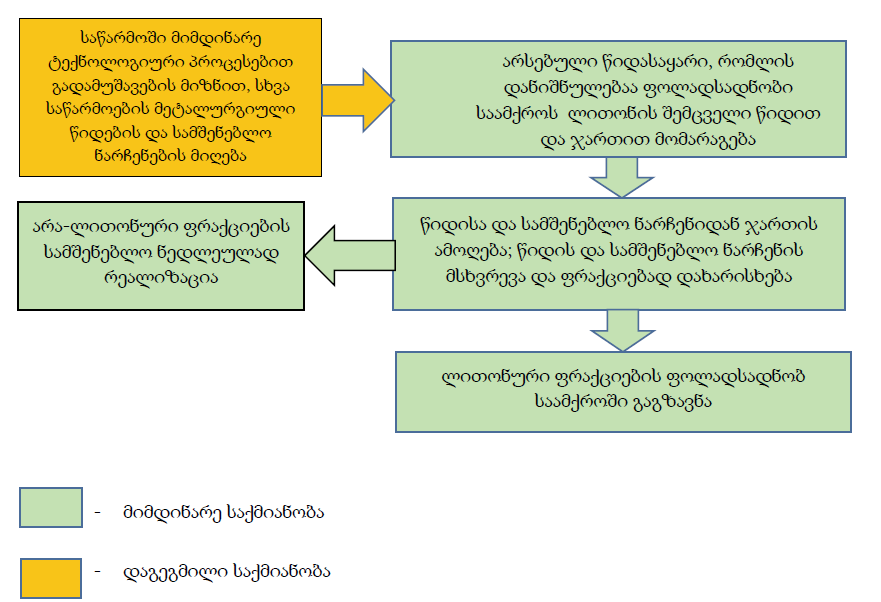 საწარმოში მიმდინარე
ტექნოლოგიური პროცესებით
გადამუშავების მიზნით, სხვა
საწარმოების მეტალურგიული
წიდების და სამშენებლო
ნარჩენების მიღება
არსებული წიდასაყარი, რომლის
დანიშნულებაა ფოლადსადნობი
საამქროს ლითონის შემცველი წიდით
და ჯართით მომარაგება
არა-ლითონური ფრაქციების
სამშენებლო ნედლეულად
რეალიზაცია
წიდისა და სამშენებლო ნარჩენიდან ჯართის
ამოღება; წიდის და სამშენებლო ნარჩენის
მსხვრევა და ფრაქციებად დახარისხება
ლითონური ფრაქციების ფოლადსადნობ
საამქროში გაგზავნა
- მიმდინარე საქმიანობა
- დაგეგმილი საქმიანობა